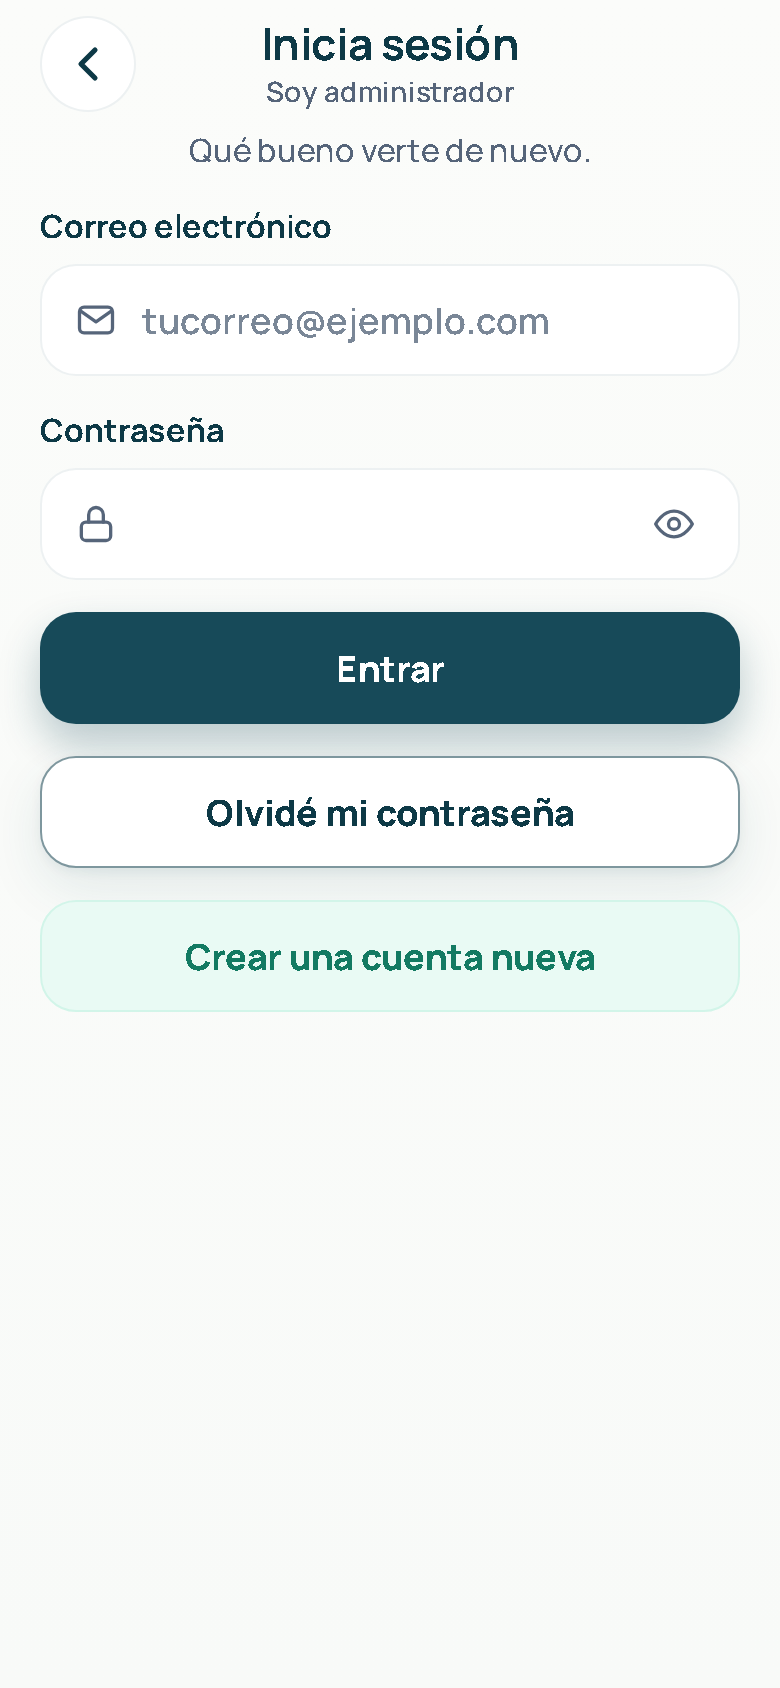 Inicia sesión
Soy administrador
Qué bueno verte de nuevo.
Correo electrónico
tucorreo@ejemplo.com
Contraseña
Entrar
Olvidé mi contraseña
Crear una cuenta nueva